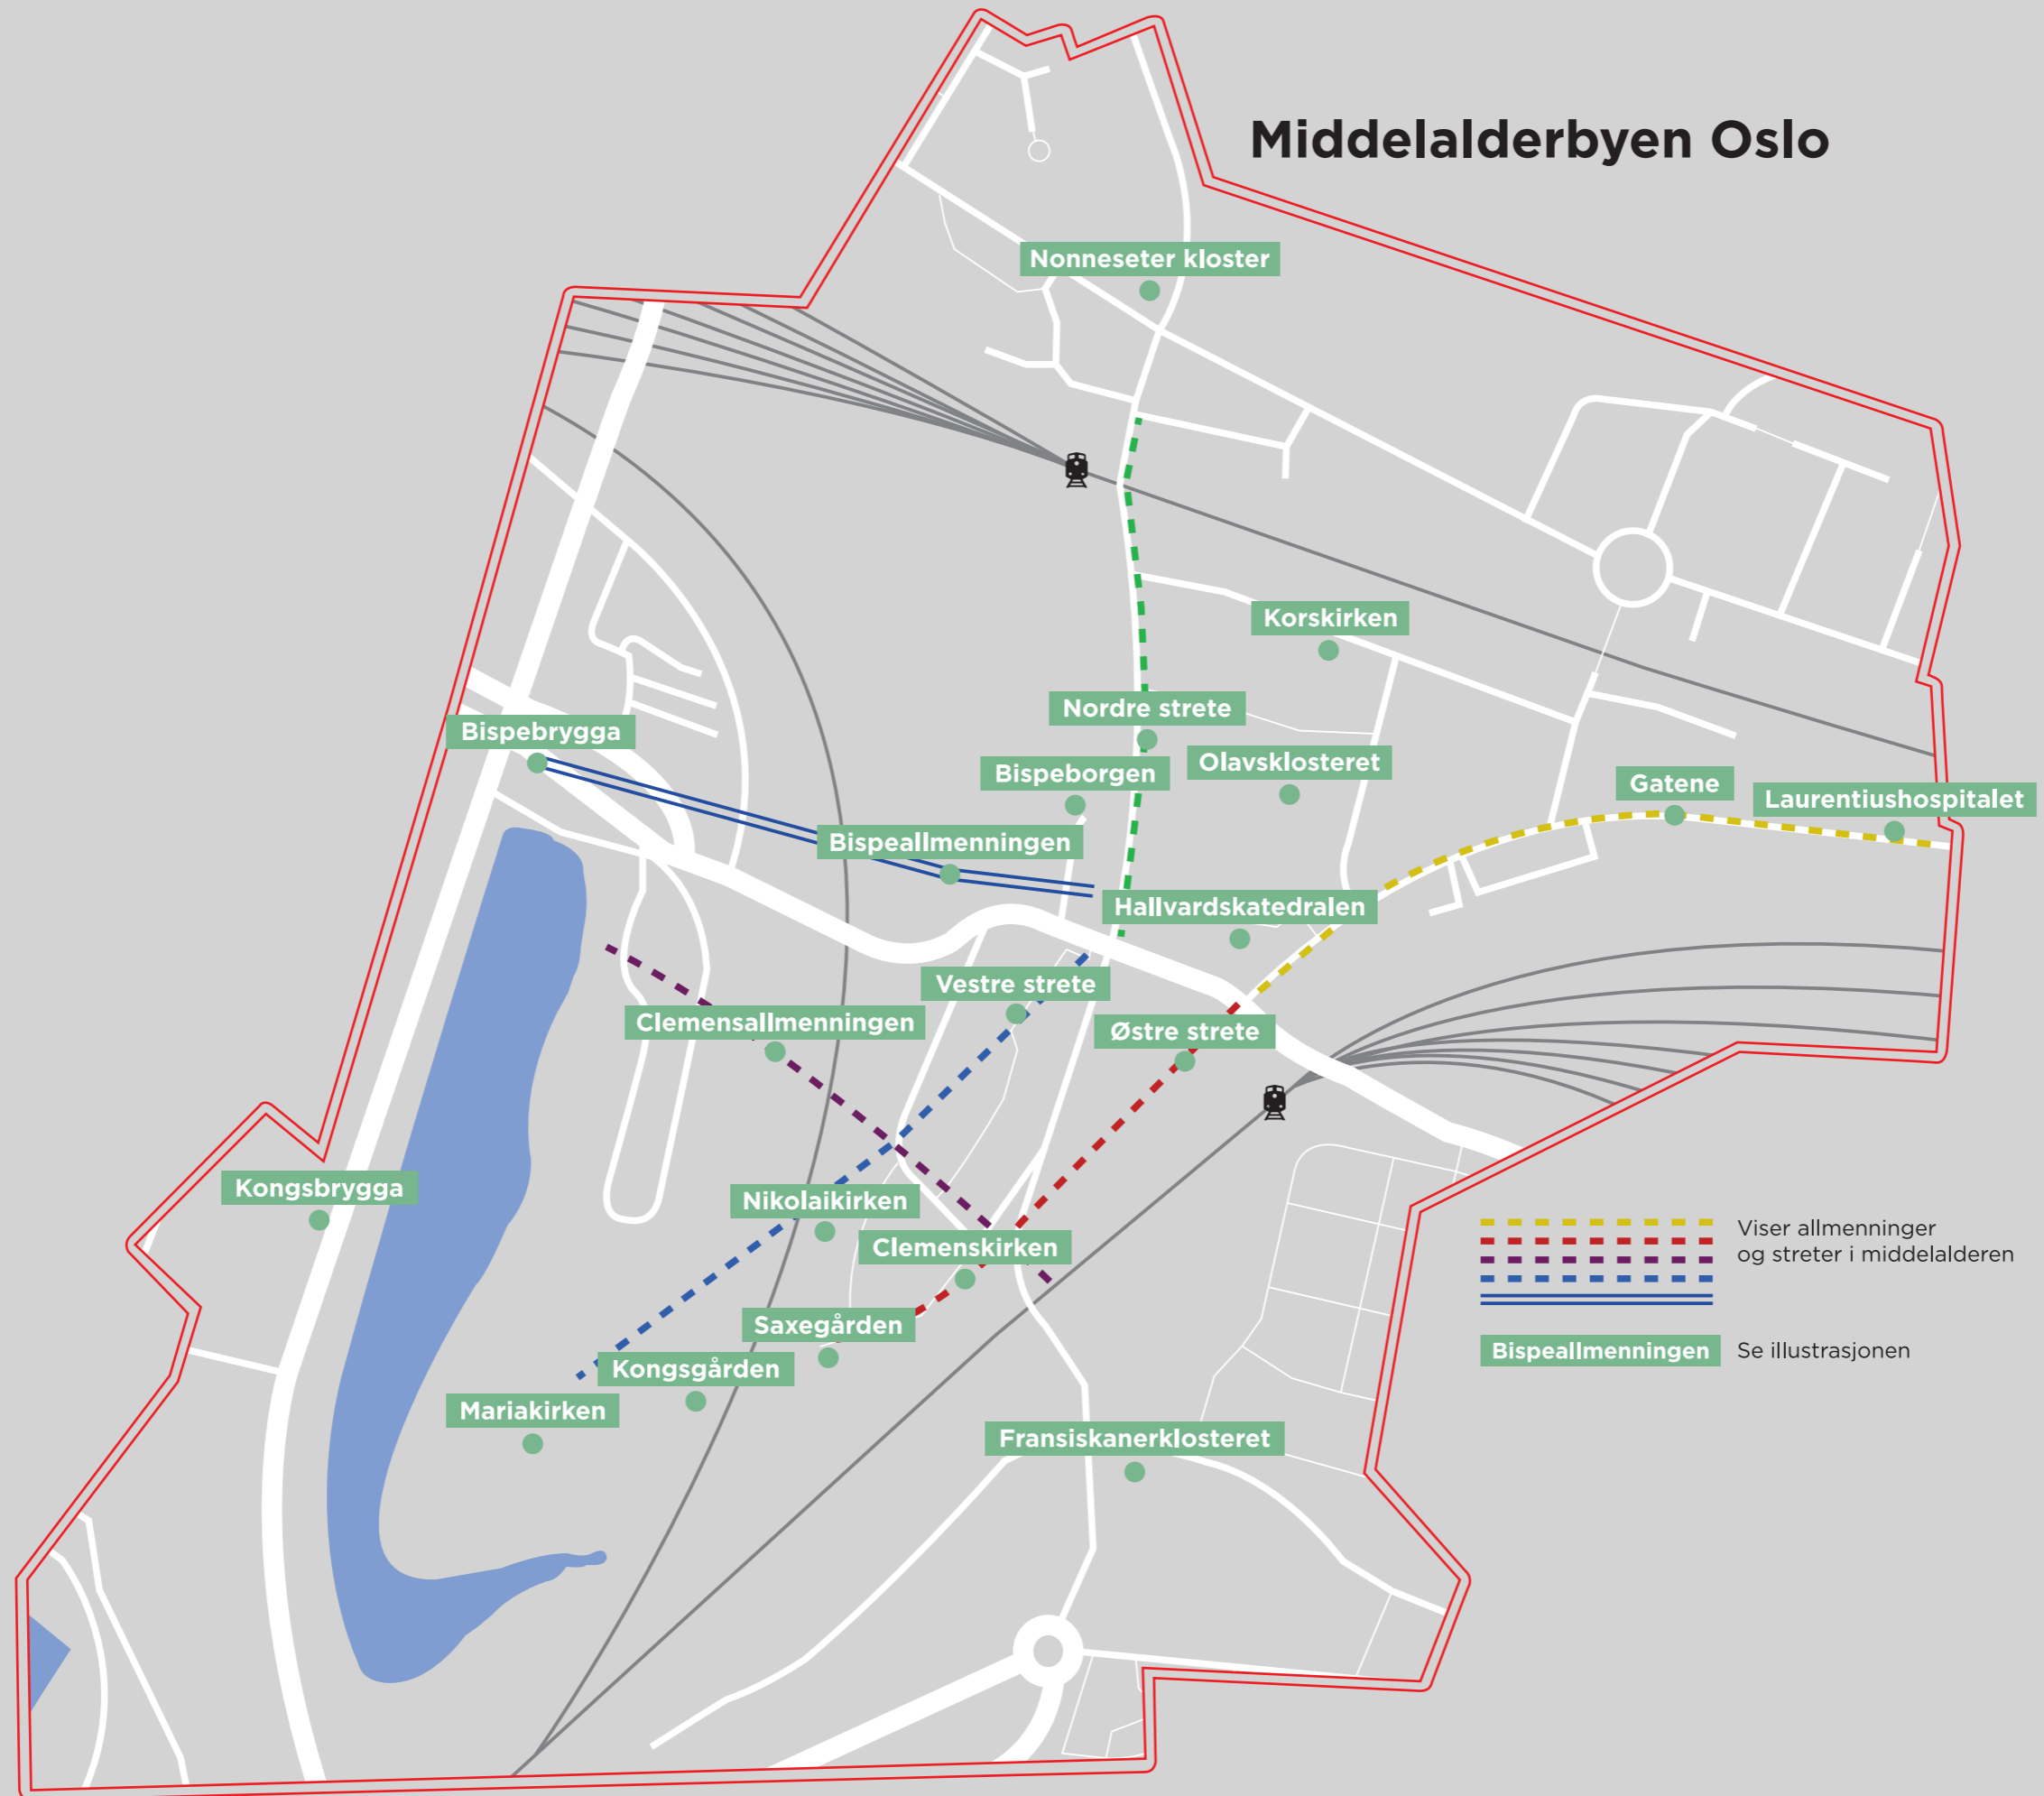 Middelalderbyen Oslo
Nonneseter kloster
Korskirken
Nordre strete
Bispebrygga
Olavsklosteret
Bispeborgen
Gatene
Laurentiushospitalet
Bispeallmenningen
Hallvardskatedralen
Vestre strete
Clemensallmenningen
Østre strete
Kongsbrygga
Nikolaikirken
Clemenskirken
Saxegården
Kongsgården
Mariakirken
Fransiskanerklosteret
Viser allmenninger
og streter i middelalderen
Bispeallmenningen Se illustrasjonen